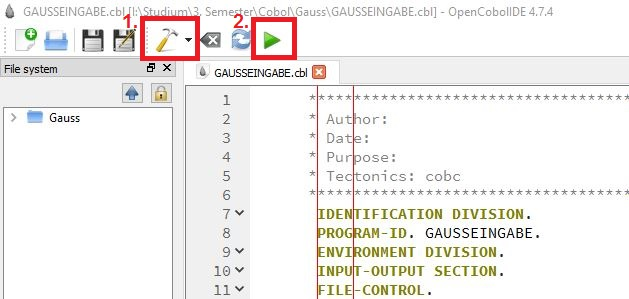 GAUSSEINGABE.cbl [I:\Studium\3. Semester\Cobol\Gauss\GAUSSEINGABE.cbl] - OpenCobolIDE 4.7.4
1.
2.
File system
GAUSSEINGABE.cbl
Gauss
1 ************************************
2 * Author:
3 * Date:
4 * Purpose:
5 * Tectonics: cobc
6 ************************************
7 IDENTIFICATION DIVISION.
8 PROGRAM-ID. GAUSSEINGABE.
9 ENVIRONMENT DIVISION.
10 INPUT-OUTPUT SECTION.
11 FILE-CONTROL.